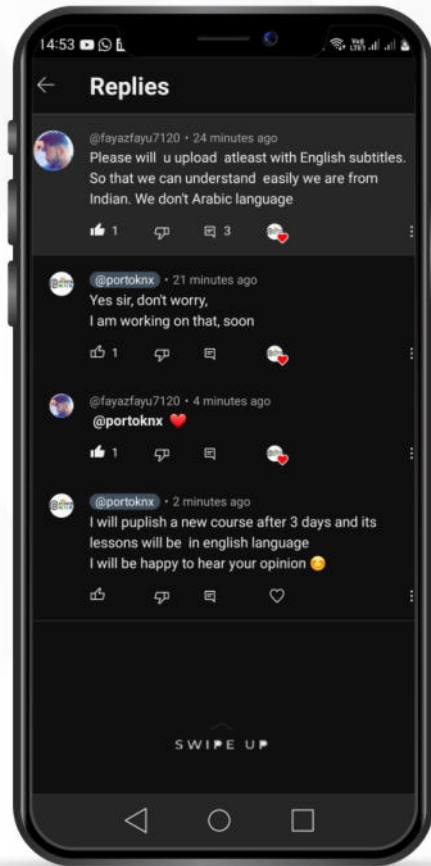 14:53
Replies
@fayazfayu7120 • 24 minutes ago
Please will u upload atleast with English subtitles.
So that we can understand easily we are from
Indian. We don't Arabic language
1
3
@portoknx • 21 minutes ago
Yes sir, don't worry,
I am working on that, soon
1
@fayazfayu7120 • 4 minutes ago
@portoknx ❤️
1
@portoknx • 2 minutes ago
I will puplish a new course after 3 days and its
lessons will be in english language
I will be happy to hear your opinion 😊
SWIPE UP